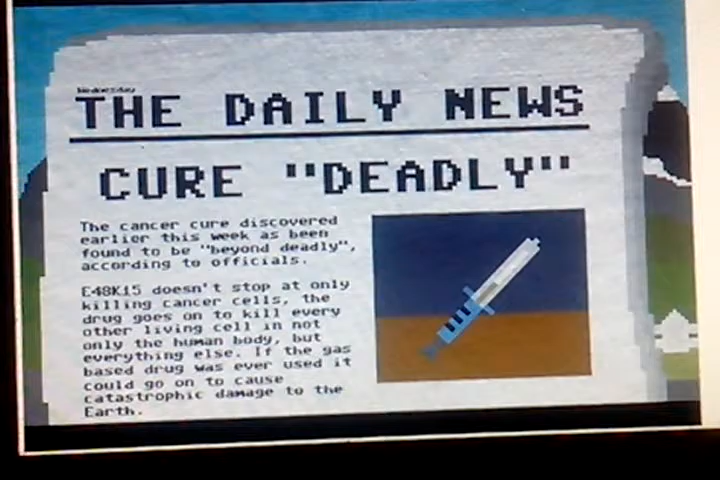 Wednesday
THE DAILY NEWS
CURE "DEADLY"
The cancer cure discovered
earlier this week as been
found to be "beyond deadly",
according to officials.
E48K15 doesn't stop at only
killing cancer cells, the
drug goes on to kill every
other living cell in not
only the human body, but
everything else. If the gas
based drug was ever used it
could go on to cause
catastrophic damage to the
Earth.